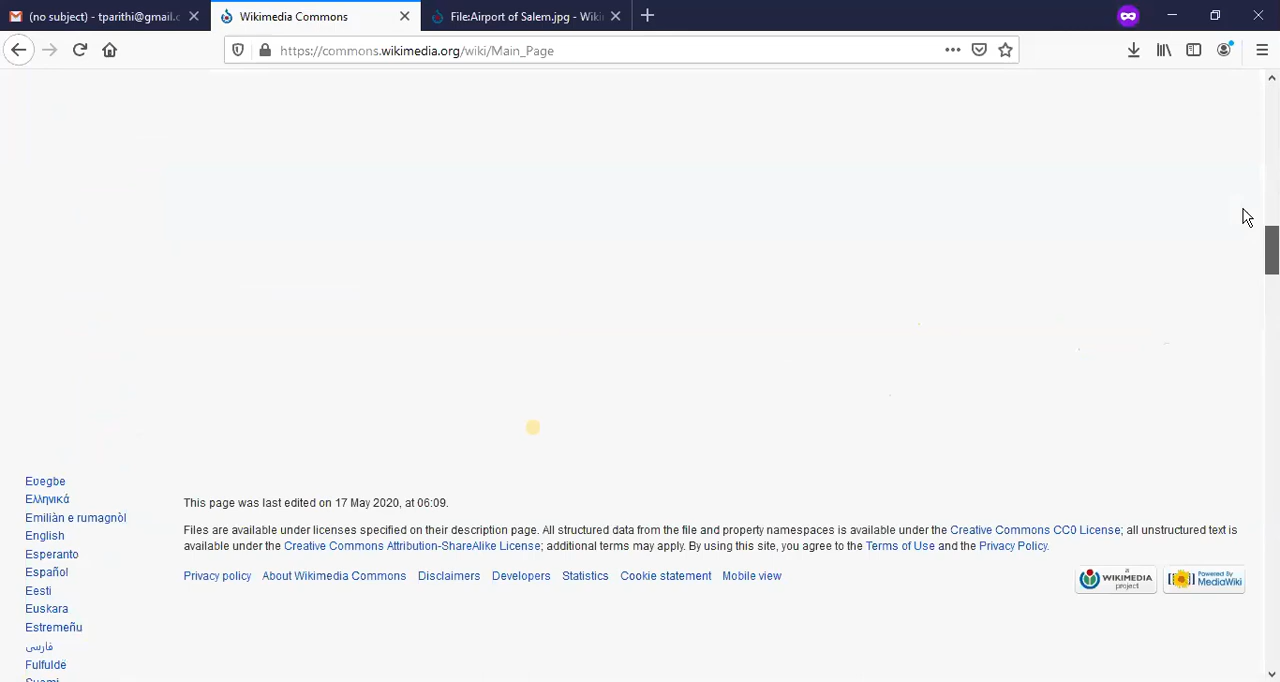 (no subject) - tparithi@gmail.c
Wikimedia Commons
File:Airport of Salem.jpg - Wiki
https://commons.wikimedia.org/wiki/Main_Page
Eʋegbe
Ελληνικά
Emiliàn e rumagnòl
English
Esperanto
Español
Eesti
Euskara
Estremeñu
فارسی
Fulfulde
Suomi
This page was last edited on 17 May 2020, at 06:09.
Files are available under licenses specified on their description page. All structured data from the file and property namespaces is available under the Creative Commons CC0 License; all unstructured text is
available under the Creative Commons Attribution-ShareAlike License; additional terms may apply. By using this site, you agree to the Terms of Use and the Privacy Policy.
Privacy policy About Wikimedia Commons Disclaimers Developers Statistics Cookie statement Mobile view
a
WIKIMEDIA
project
Powered By
MediaWiki